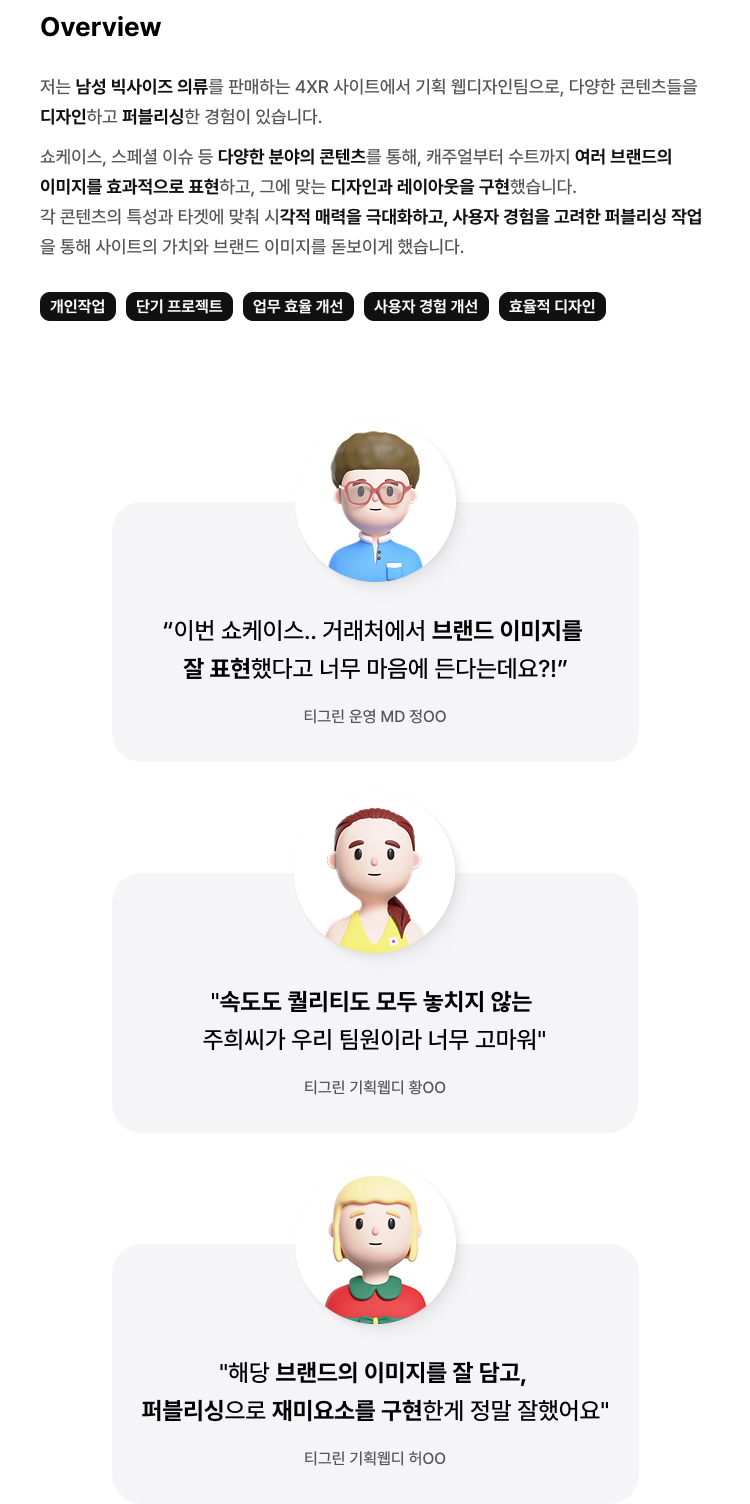 Overview
저는 남성 빅사이즈 의류를 판매하는 4XR 사이트에서 기획 웹디자인팀으로, 다양한 콘텐츠들을
디자인하고 퍼블리싱한 경험이 있습니다.
쇼케이스, 스페셜 이슈 등 다양한 분야의 콘텐츠를 통해, 캐주얼부터 수트까지 여러 브랜드의
이미지를 효과적으로 표현하고, 그에 맞는 디자인과 레이아웃을 구현했습니다.
각 콘텐츠의 특성과 타겟에 맞춰 시각적 매력을 극대화하고, 사용자 경험을 고려한 퍼블리싱 작업
을 통해 사이트의 가치와 브랜드 이미지를 돋보이게 했습니다.
개인작업 단기 프로젝트 업무 효율 개선 사용자 경험 개선 효율적 디자인
“이번 쇼케이스.. 거래처에서 브랜드 이미지를
잘 표현했다고 너무 마음에 든다는데요?!”
티그린 운영 MD 정OO
"속도도 퀄리티도 모두 놓치지 않는
주희씨가 우리 팀원이라 너무 고마워"
티그린 기획웹디 황OO
"해당 브랜드의 이미지를 잘 담고,
퍼블리싱으로 재미요소를 구현한게 정말 잘했어요"
티그린 기획웹디 허OO